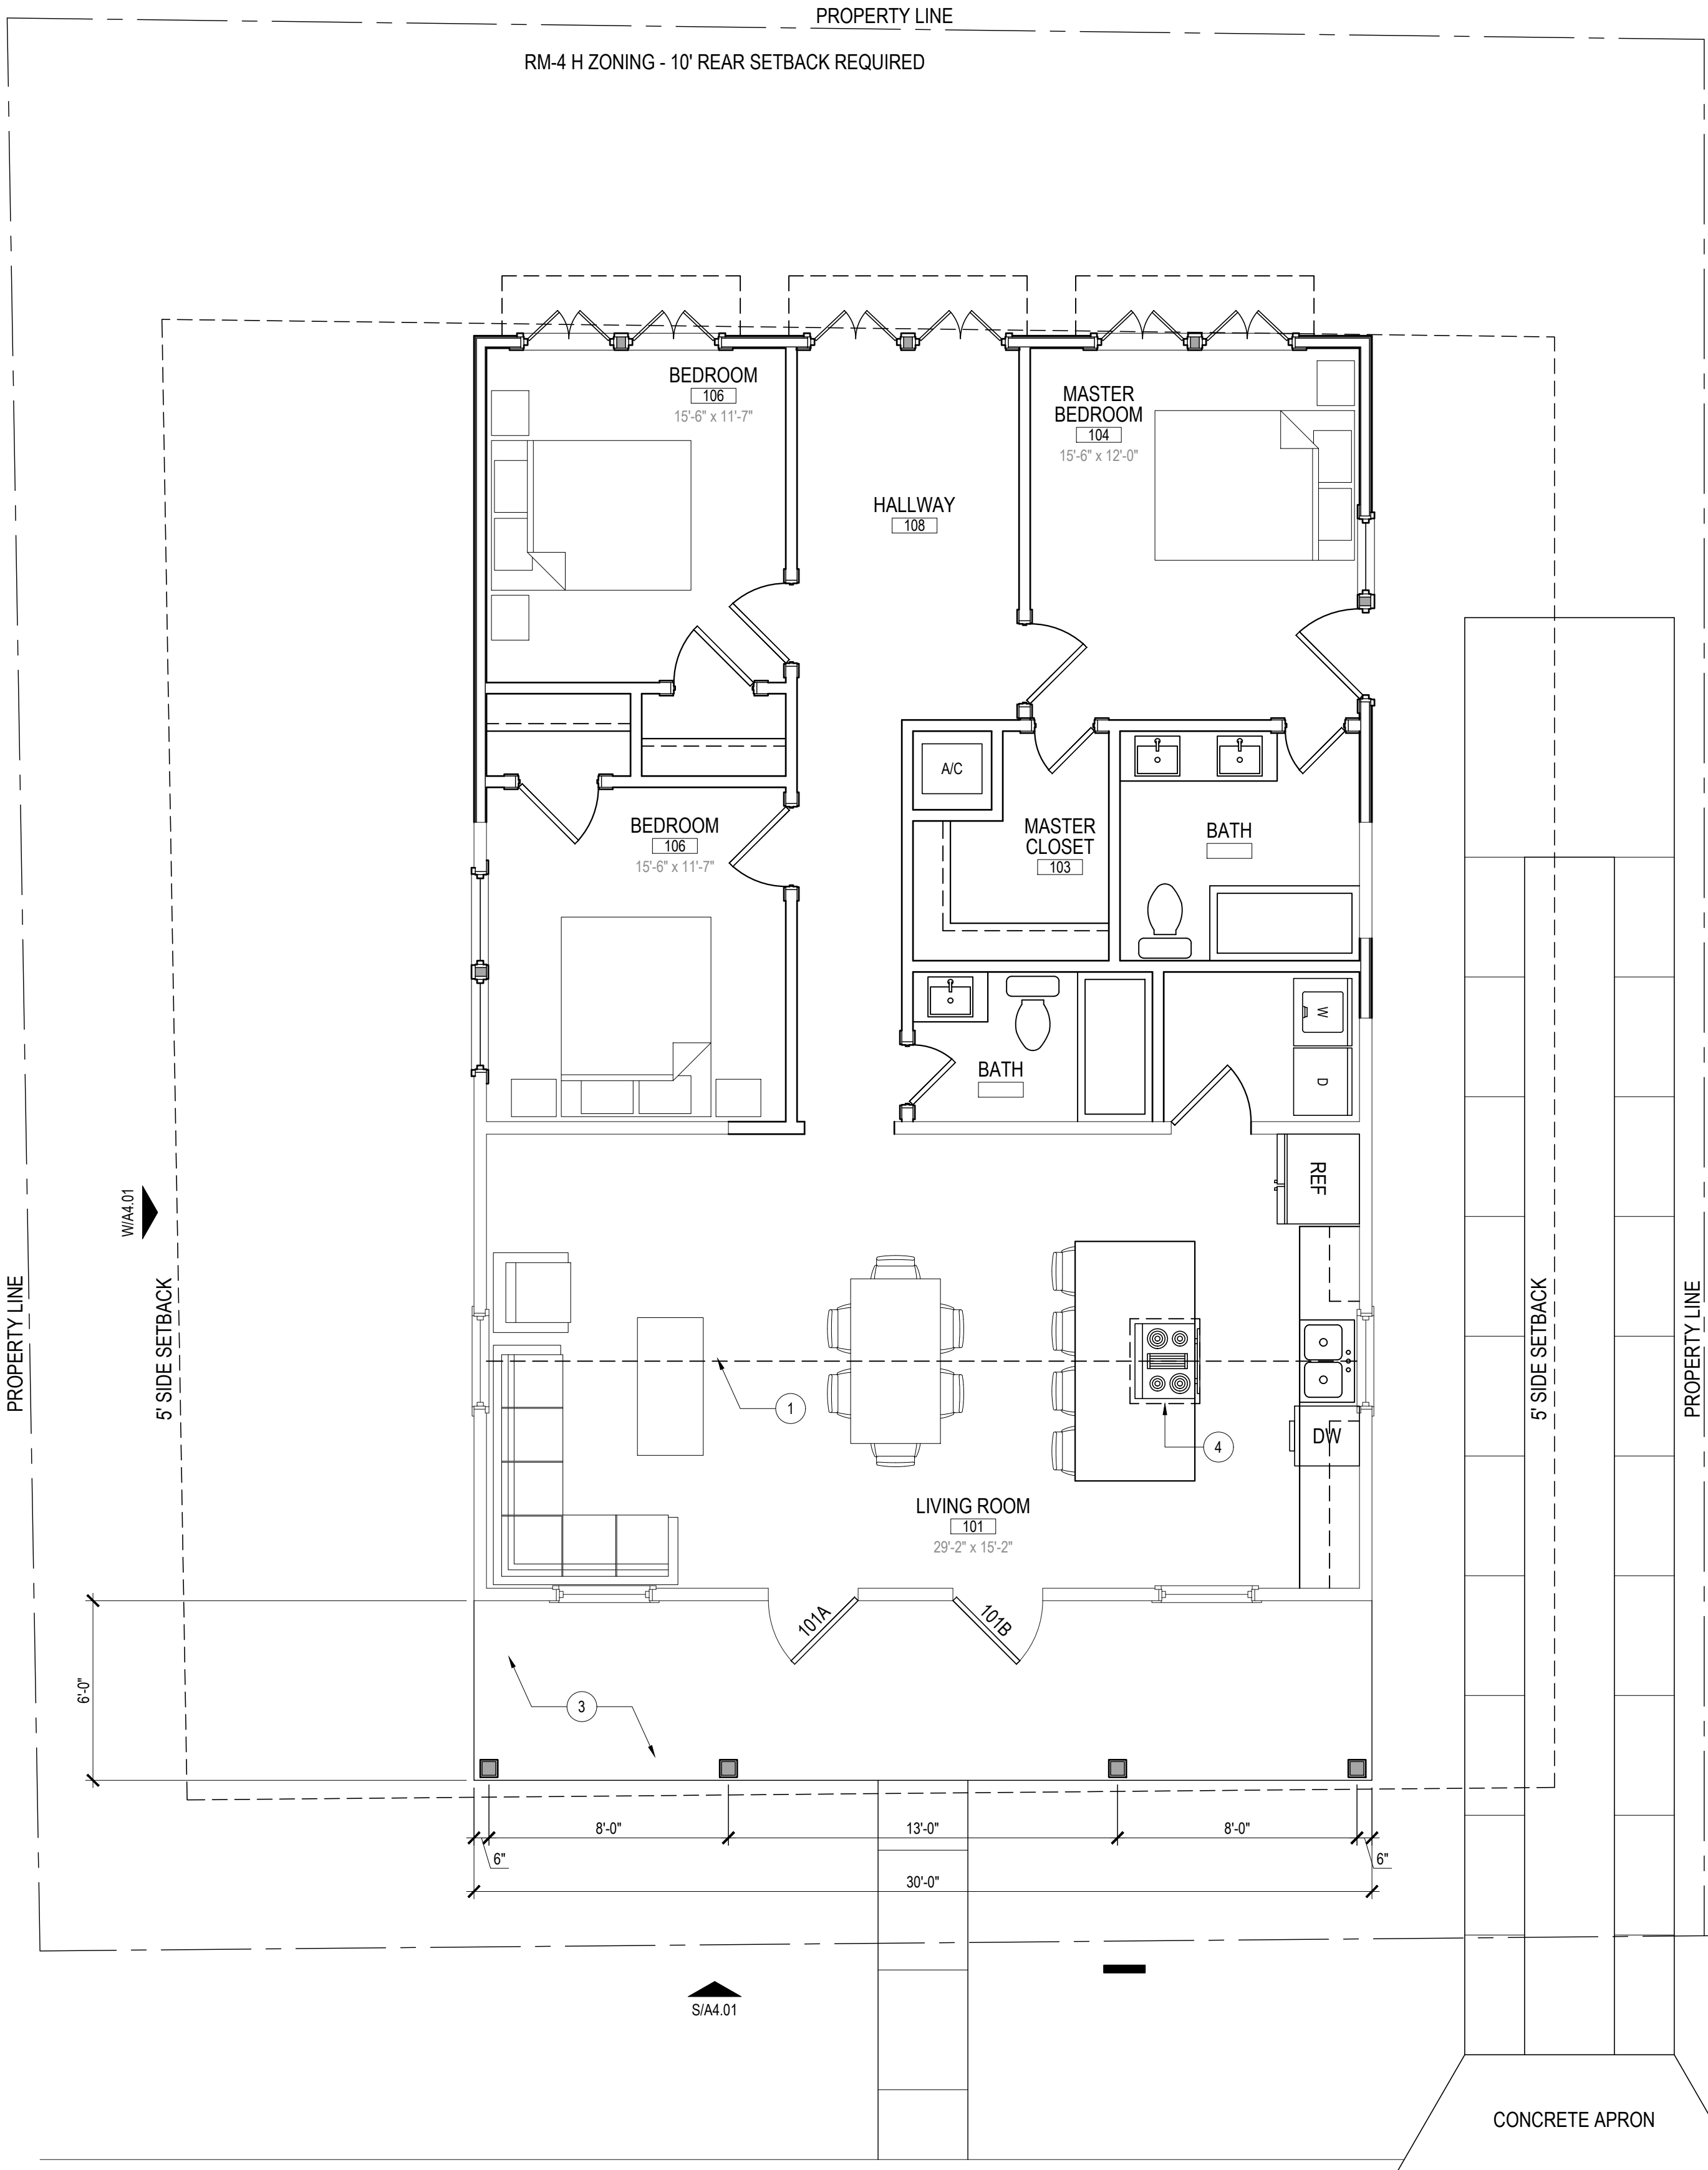 PROPERTY LINE
RM-4 H ZONING - 10' REAR SETBACK REQUIRED
BEDROOM
106
15'-6" x 11'-7"
MASTER
BEDROOM
104
15'-6" x 12'-0"
HALLWAY
108
A/C
BEDROOM
106
15'-6" x 11'-7"
MASTER
CLOSET
103
BATH
W
D
BATH
REF
W/A4.01
PROPERTY LINE
5' SIDE SETBACK
5' SIDE SETBACK
PROPERTY LINE
1
4
DW
LIVING ROOM
101
29'-2" x 15'-2"
101A
101B
6'-0"
3
8'-0"
13'-0"
8'-0"
6"
6"
30'-0"
S/A4.01
CONCRETE APRON